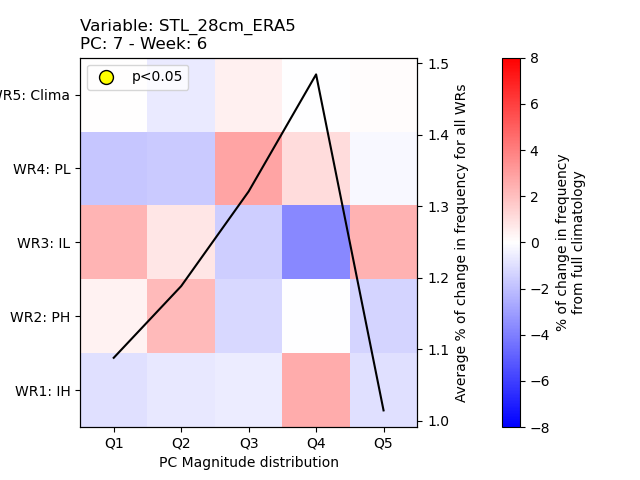 Variable: STL_28cm_ERA5
PC: 7 - Week: 6
p<0.05
WR5: Clima
WR4: PL
WR3: IL
WR2: PH
WR1: IH
Q1 Q2 Q3 Q4 Q5
PC Magnitude distribution
1.5
1.4
1.3
1.2
1.1
1.0
Average % of change in frequency for all WRs
8
6
4
2
0
−2
−4
−6
−8
% of change in frequency
from full climatology